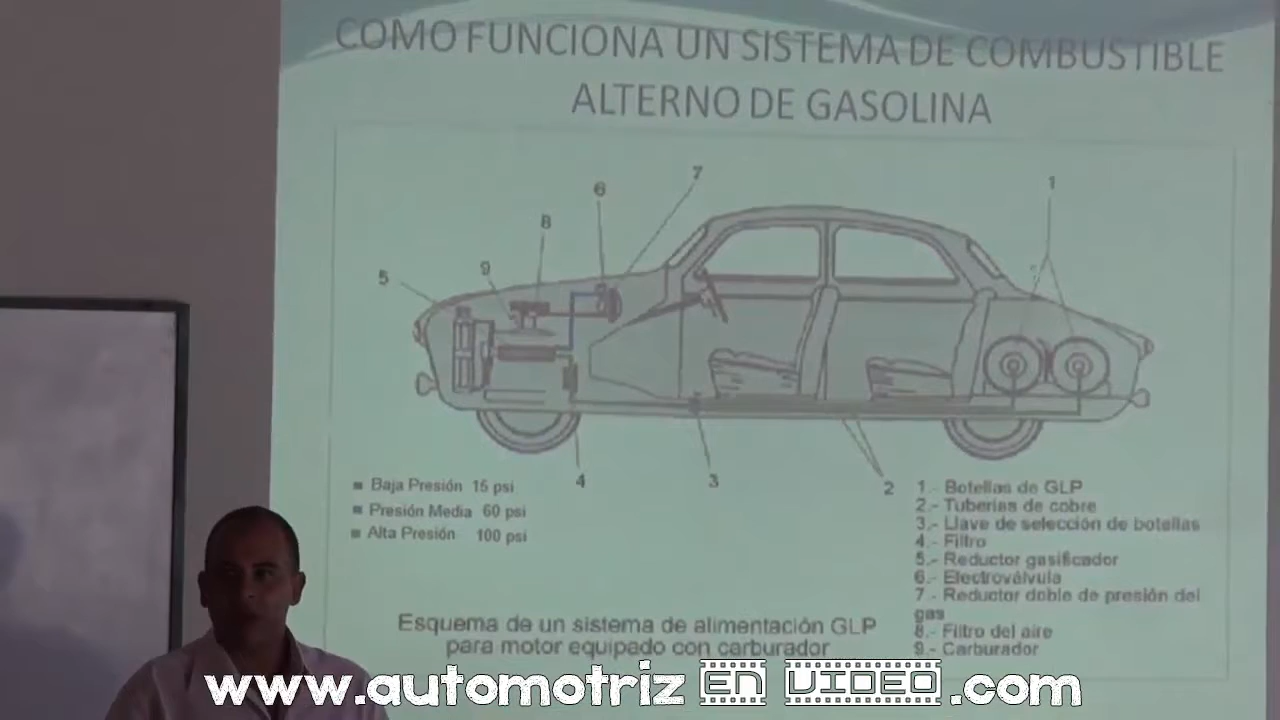 COMO FUNCIONA UN SISTEMA DE COMBUSTIBLE
ALTERNO DE GASOLINA
7
6
1
8
9
5
Baja Presión 15 psi
4
3
2
Presión Media 60 psi
Alta Presión 100 psi
1.- Botellas de GLP
2.- Tuberias de cobre
3.- Llave de selección de botellas
4.- Filtro
5.- Reductor gasificador
6.- Electroválvula
7.- Reductor doble de presión del
gas
8.- Filtro del aire
9.- Carburador
Esquema de un sistema de alimentación GLP
para motor equipado con carburador
www.automotriz EN VIDEO .com